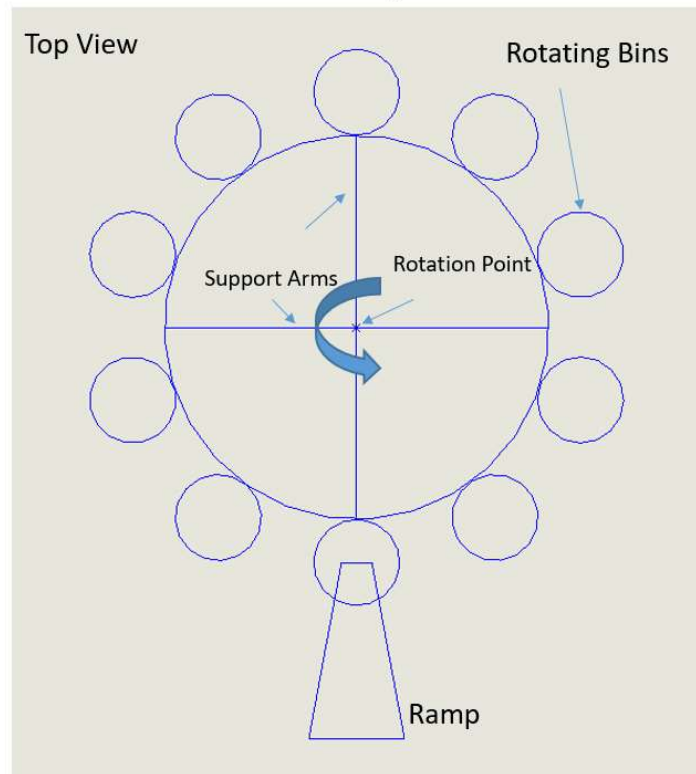 Top View
Rotating Bins
Support Arms
Rotation Point
Ramp